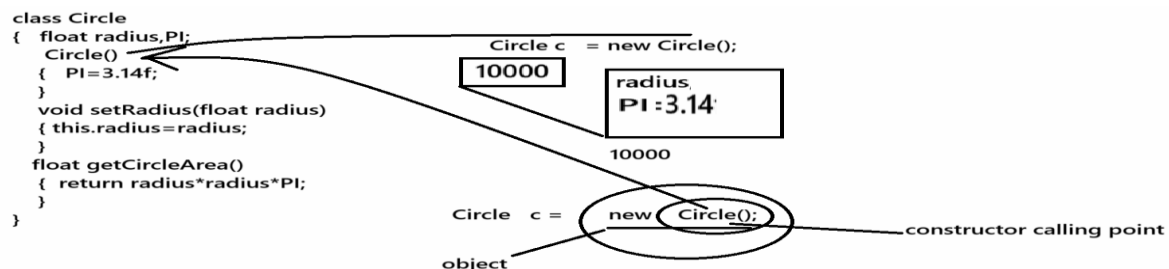 class Circle
{ float radius,PI;
Circle()
{ PI=3.14f;
}
void setRadius(float radius)
{ this.radius=radius;
}
float getCircleArea()
{ return radius*radius*PI;
}
}
Circle c = new Circle();
10000
radius
PI:3.14
10000
Circle c = new Circle();
constructor calling point
object